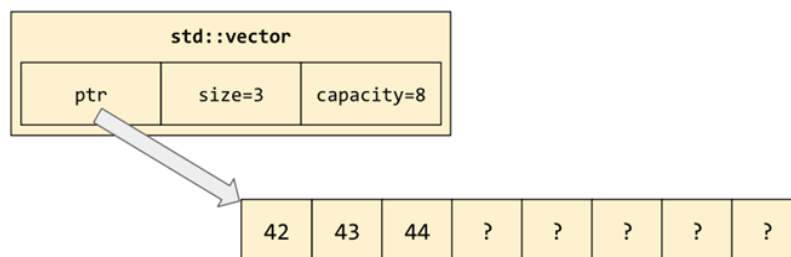 std::vector
ptr size=3 capacity=8
42 43 44 ? ? ? ? ?